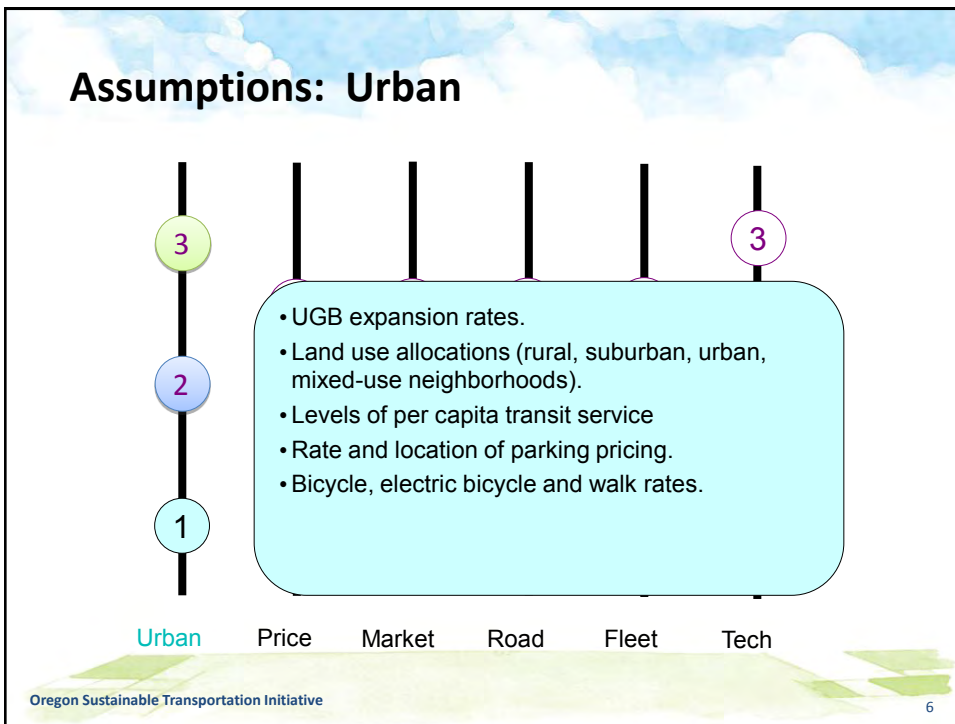 Assumptions: Urban
3
3
• UGB expansion rates.
• Land use allocations (rural, suburban, urban,
mixed-use neighborhoods).
2
• Levels of per capita transit service
• Rate and location of parking pricing.
• Bicycle, electric bicycle and walk rates.
1
Urban Price Market Road Fleet Tech
Oregon Sustainable Transportation Initiative
6